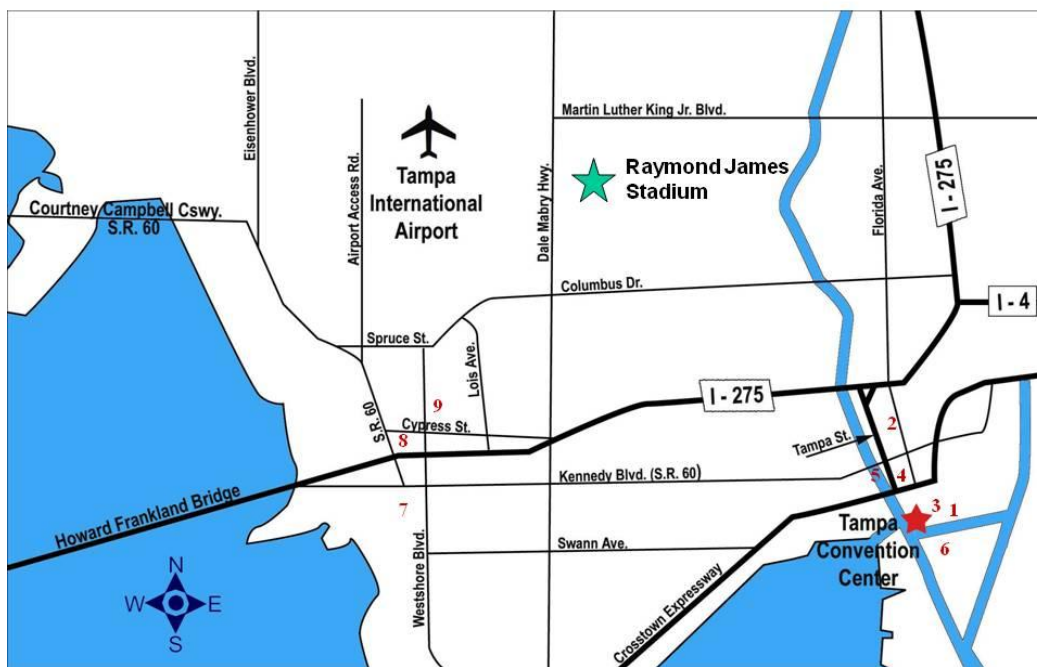 Eisenhower Blvd.
Airport Access Rd.
Tampa
International
Airport
Dale Mabry Hwy.
Martin Luther King Jr. Blvd.
Raymond James
Stadium
Florida Ave.
I - 275
Courtney Campbell Cswy.
S.R. 60
Columbus Dr.
I - 4
Spruce St.
Lois Ave.
I - 275
9
S.R. 60
Cypress St.
8
2
Tampa St.
Kennedy Blvd. (S.R. 60)
5
4
7
Howard Frankland Bridge
3
1
Tampa
Convention
Center
6
Westshore Blvd.
Swann Ave.
Crosstown Expressway
N
W
E
S